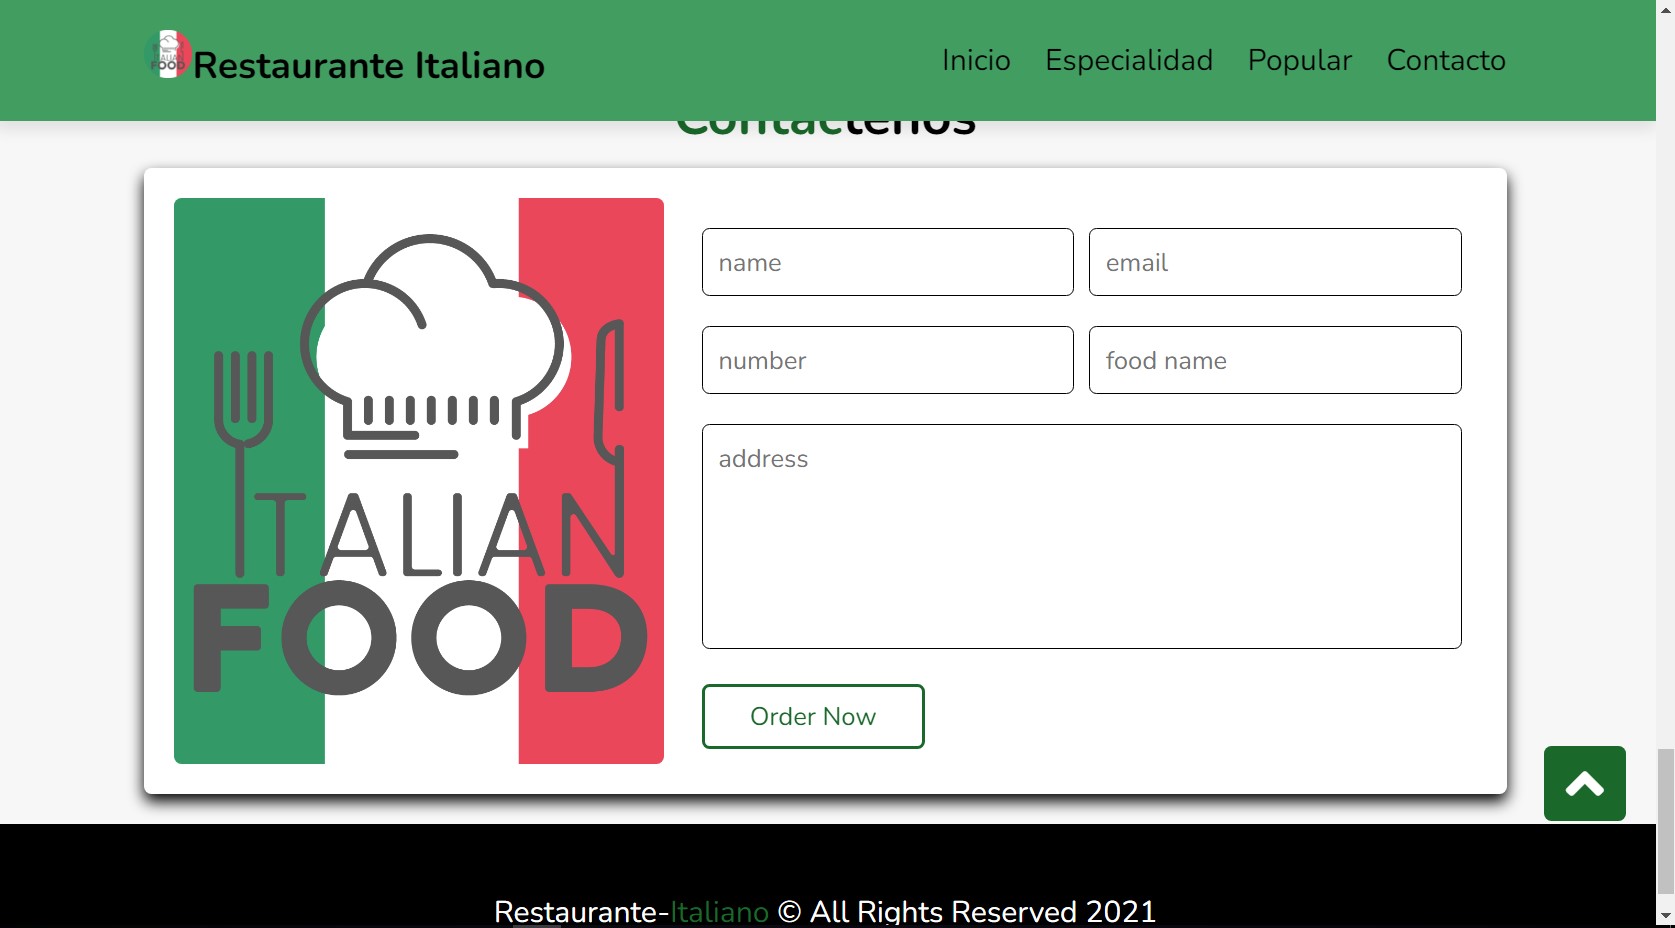 Restaurante Italiano
Inicio Especialidad Popular Contacto
Contáctenos
ITALIAN
FOOD
name
email
number
food name
address
Order Now
Restaurante-Italiano © All Rights Reserved 2021